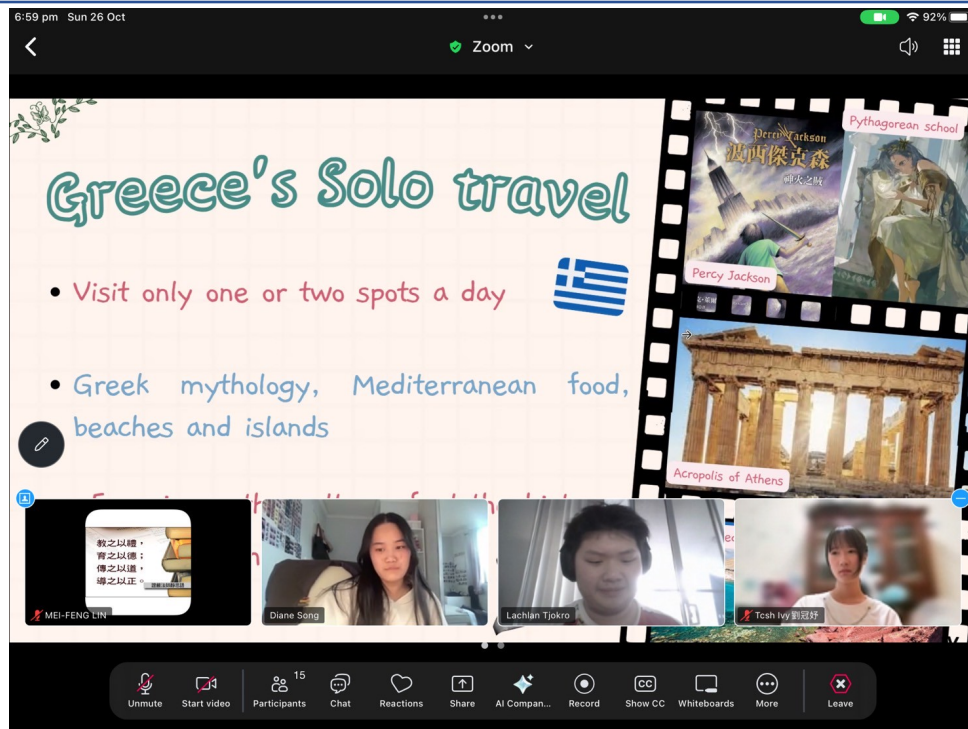 6:59 pm Sun 26 Oct
92%
Zoom
Greece's Solo travel
• Visit only one or two spots a day
• Greek mythology, Mediterranean food,
beaches and islands
Percy Jackson
波西傑克森
神火之賊
Pythagorean school
Percy Jackson
Acropolis of Athens
教之以禮，
育之以德；
傳之以道，
導之以正。
MEI-FENG LIN
Diane Song
Lachlan Tjokro
Tcsh Ivy 劉冠妤
Unmute
Start video
Participants
15
Chat
Reactions
Share
AI Compan...
Record
CC
Show CC
Whiteboards
More
Leave